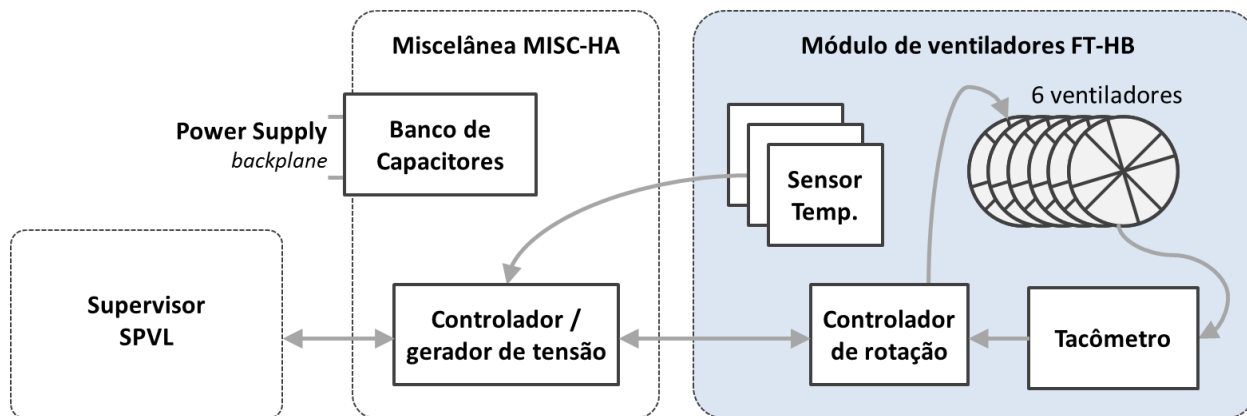 Miscelânea MISC-HA
Módulo de ventiladores FT-HB
6 ventiladores
Power Supply
backplane
Banco de
Capacitores
Sensor
Temp.
Supervisor
SPVL
Controlador /
gerador de tensão
Controlador
de rotação
Tacômetro